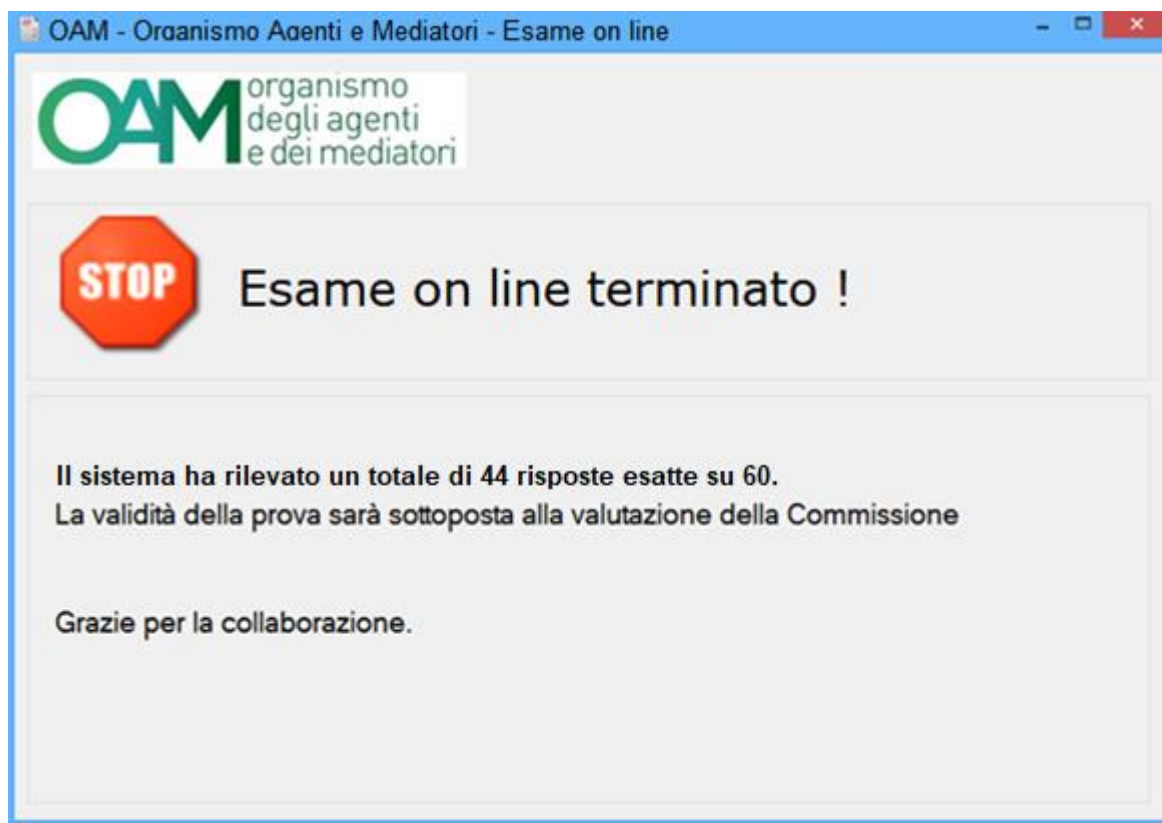 OAM - Organismo Agenti e Mediatori - Esame on line
OAM
organismo
degli agenti
e dei mediatori
STOP
Esame on line terminato !
Il sistema ha rilevato un totale di 44 risposte esatte su 60.
La validità della prova sarà sottoposta alla valutazione della Commissione
Grazie per la collaborazione.